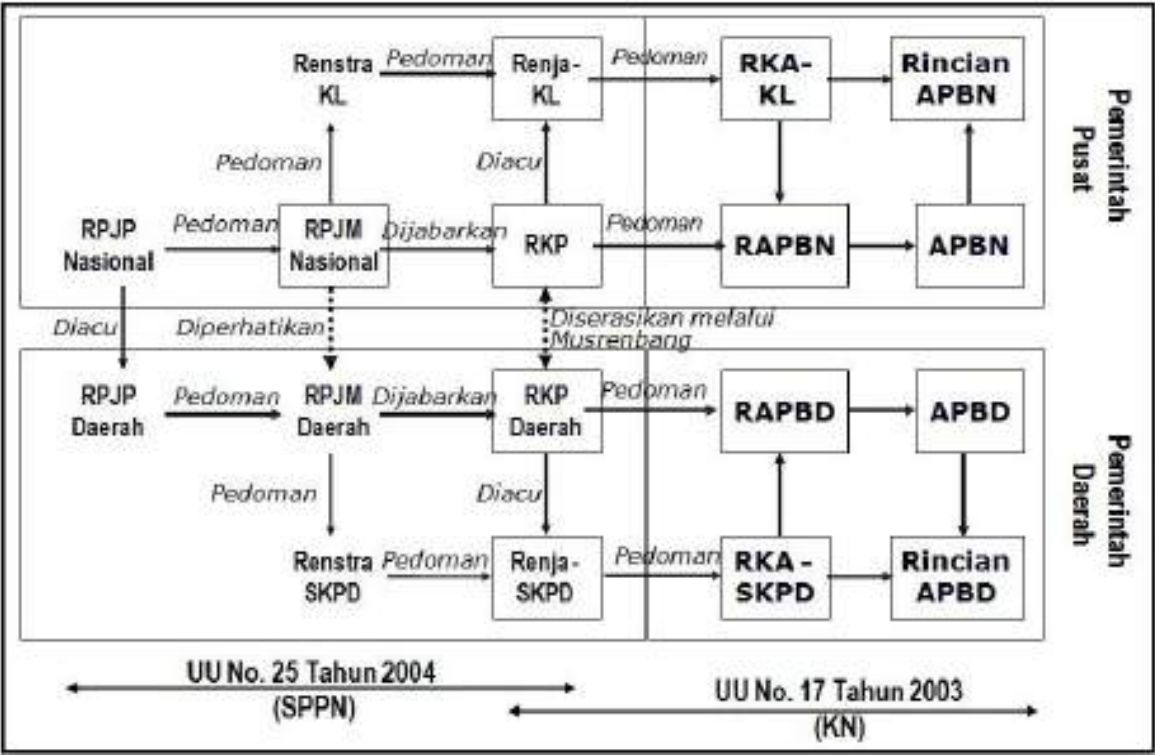 Renstra
KL
Pedoman
Renja-
KL
Pedoman
RKA-
KL
Rincian
APBN
Pedoman
Diacu
RPJP
Nasional
Pedoman
RPJM
Nasional
Dijabarkan
RKP
Pedoman
RAPBN
APBN
Pemerintah
Pusat
Diacu
Diperhatikan
Diserasikan melalui
Musrenbang
RPJP
Daerah
Pedoman
RPJM
Daerah
Dijabarkan
RKP
Daerah
Pedoman
RAPBD
APBD
Pedoman
Diacu
Renstra
SKPD
Pedoman
Renja-
SKPD
Pedoman
RKA -
SKPD
Rincian
APBD
Pemerintah
Daerah
UU No. 25 Tahun 2004
(SPPN)
UU No. 17 Tahun 2003
(KN)